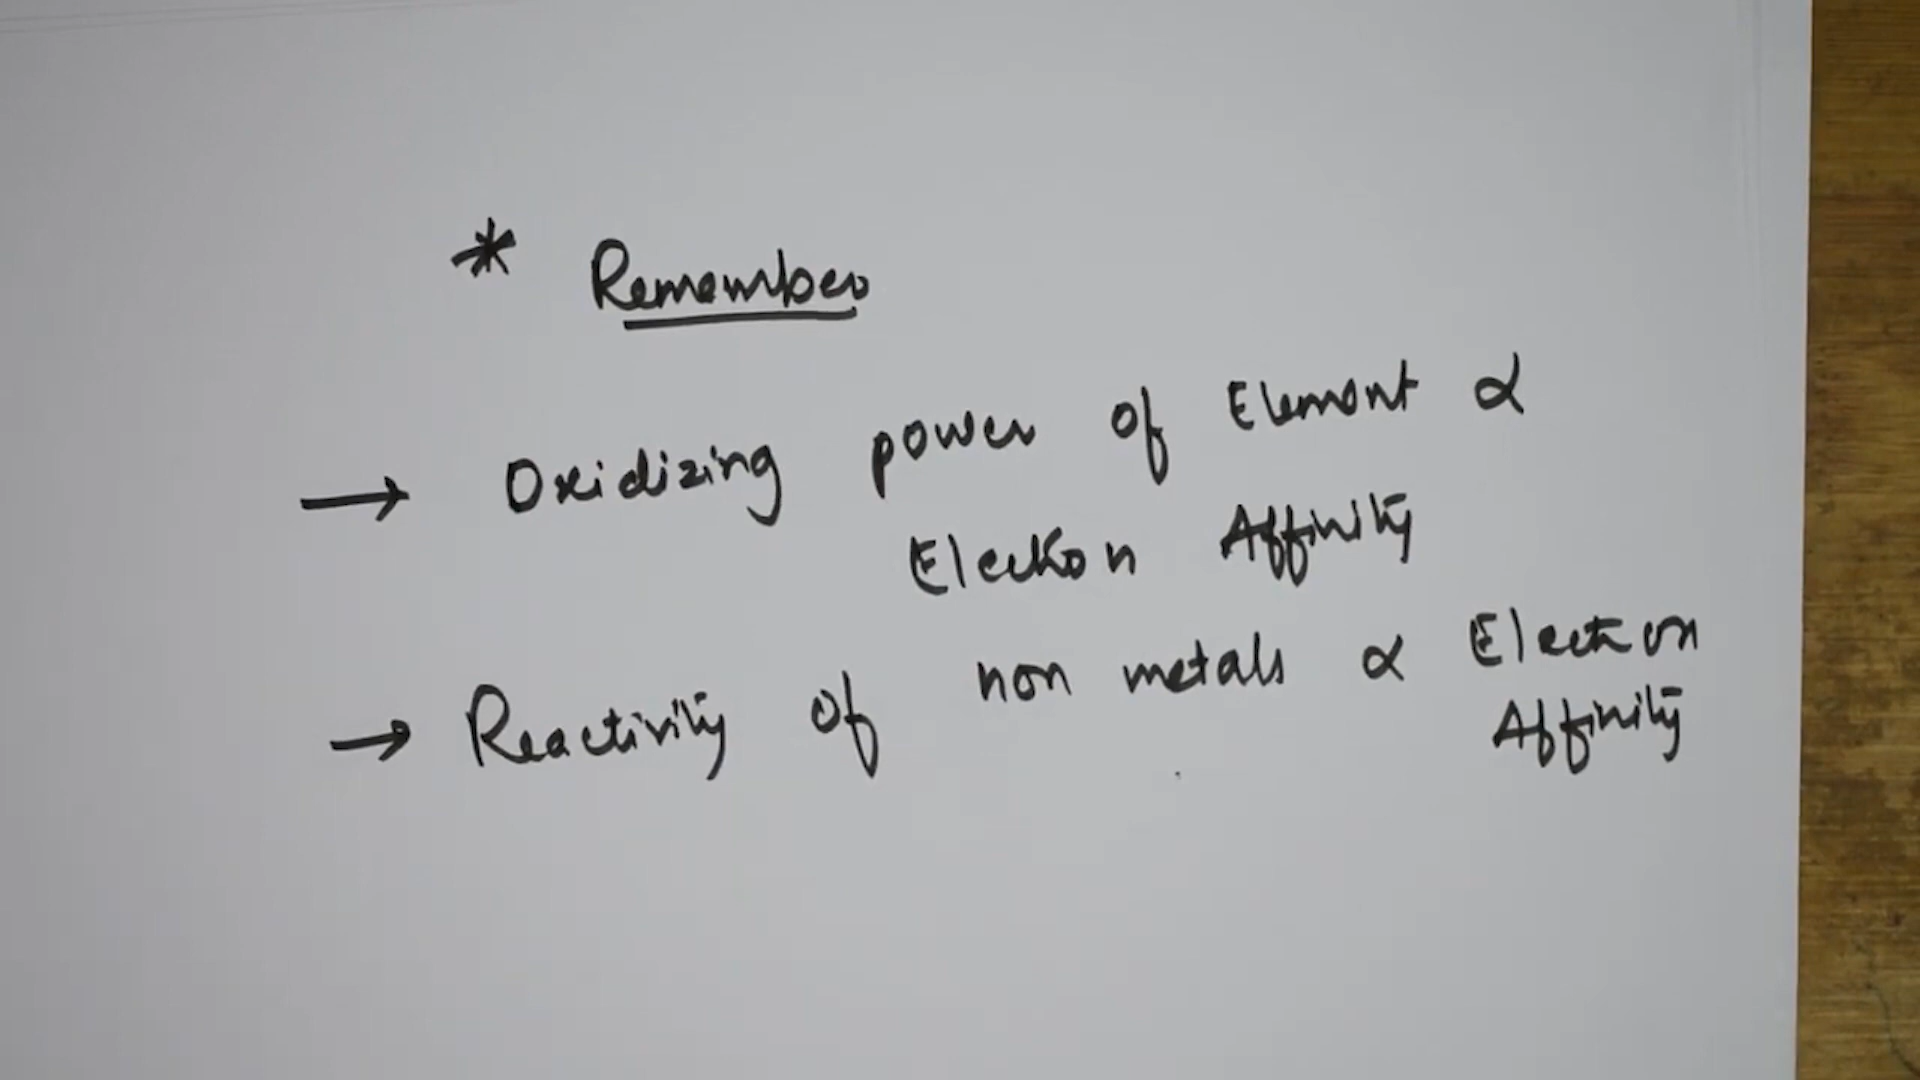 * Remember
→ Oxidizing power of Element α
Electron Affinity
→ Reactivity of non metals α Electron
Affinity